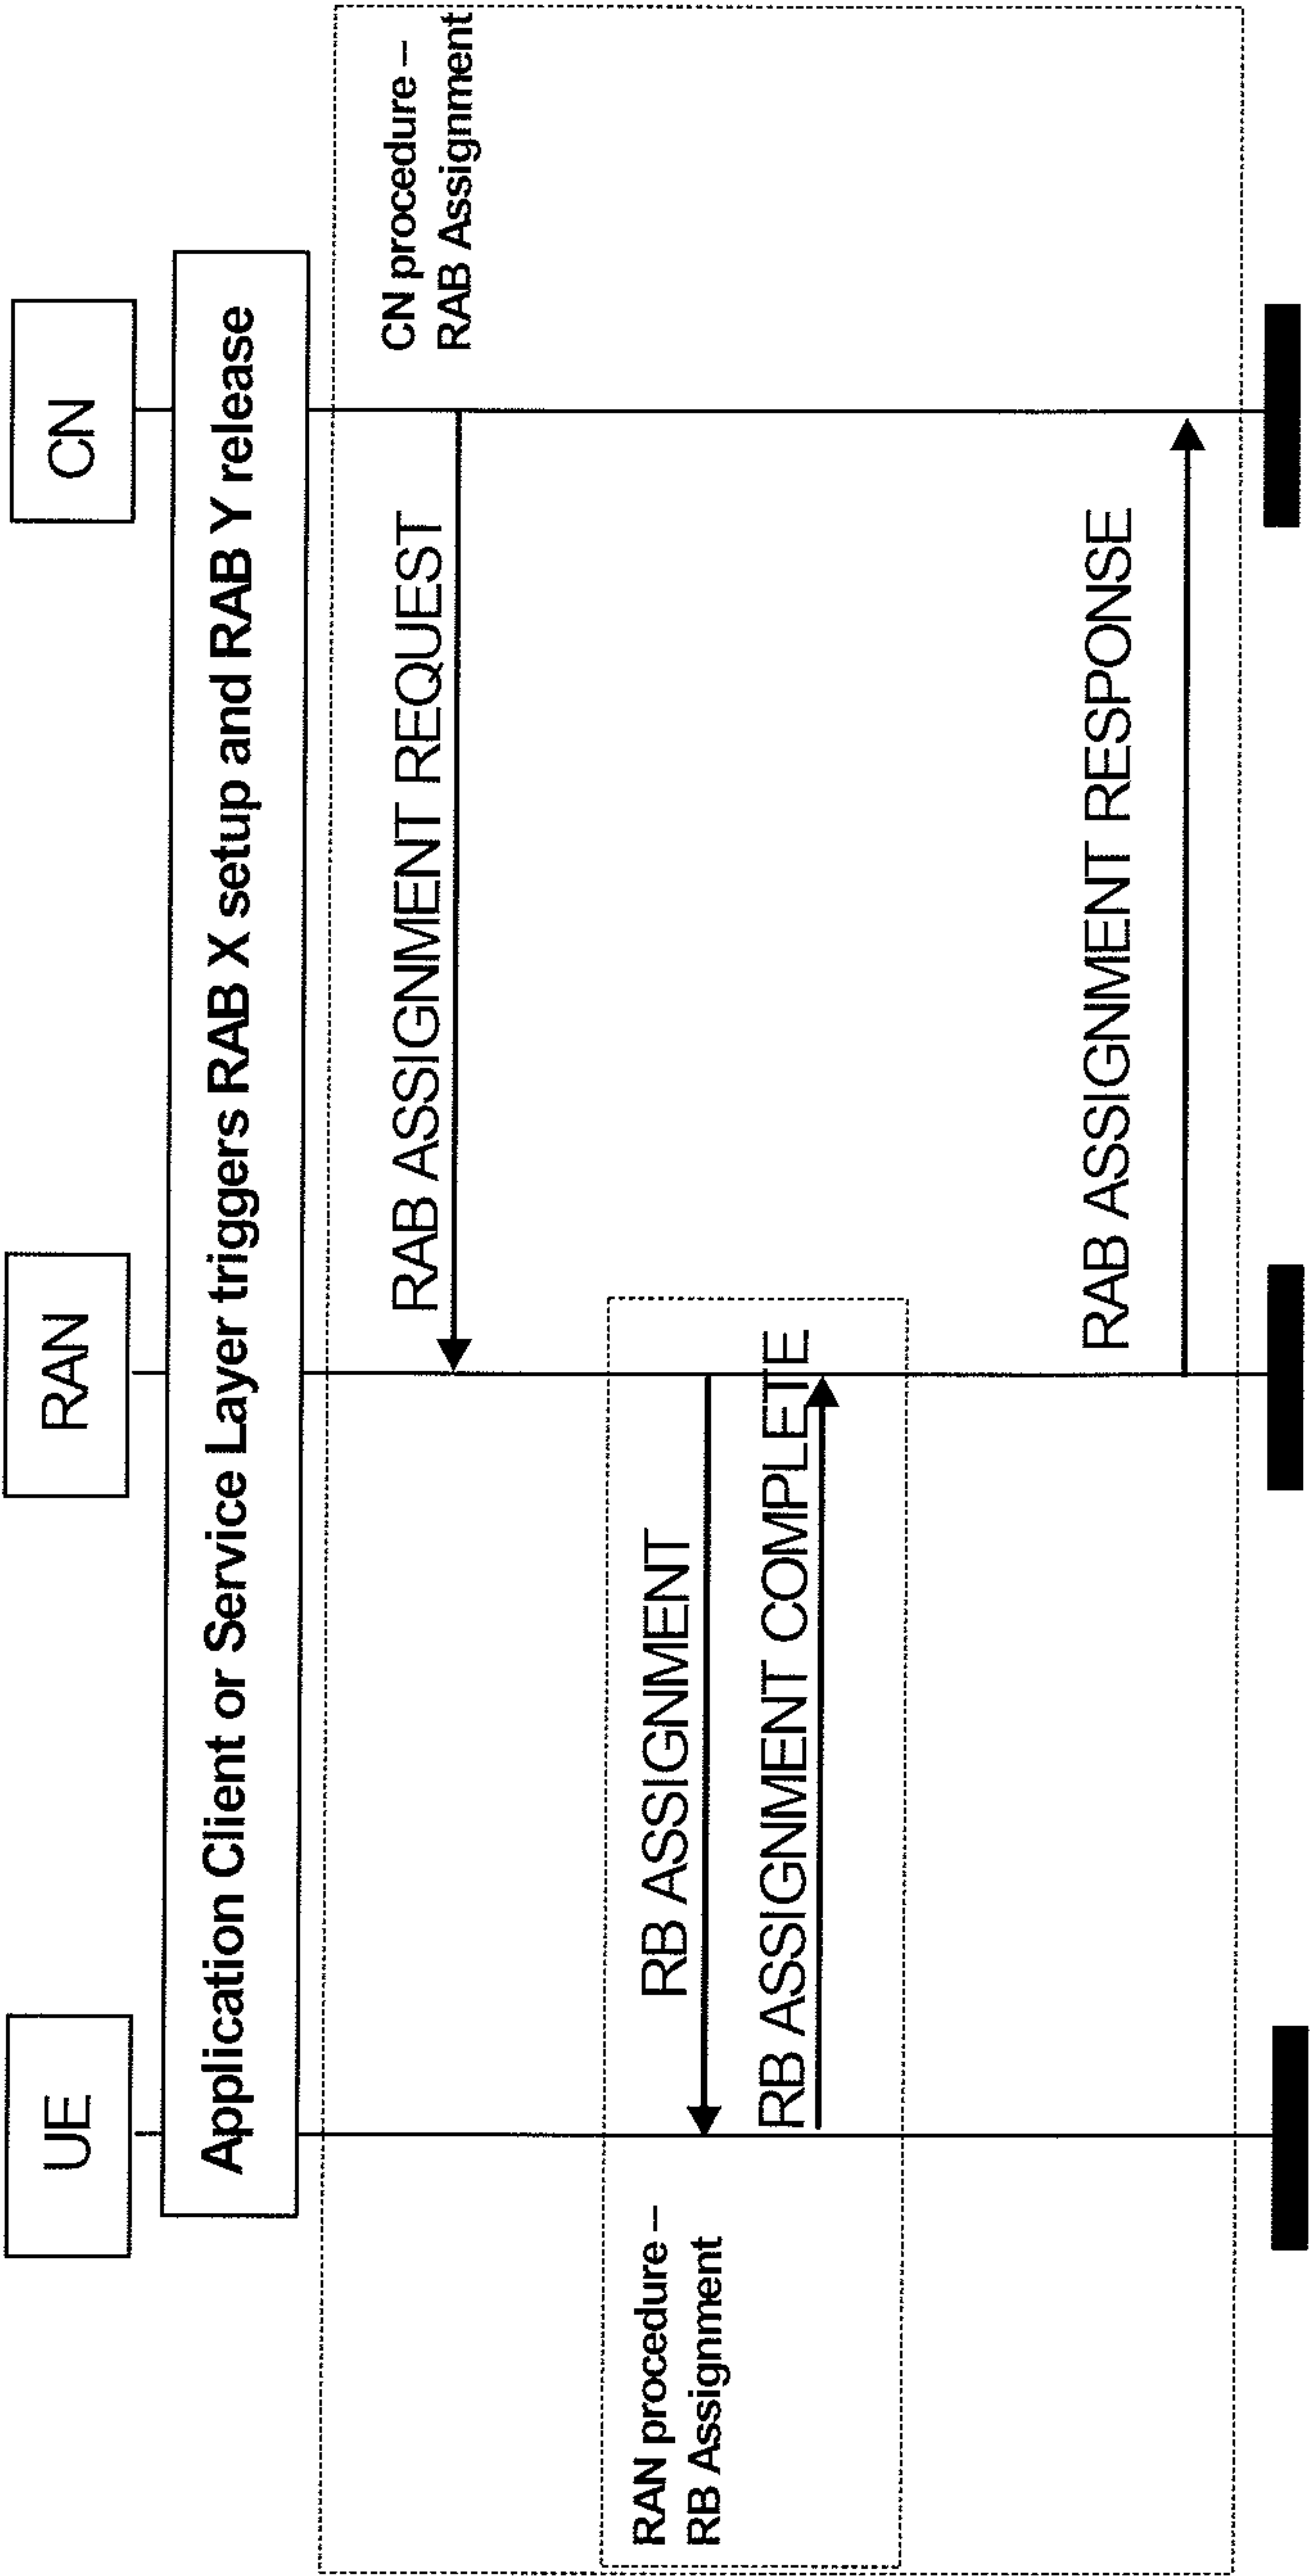 UE
RAN
CN
Application Client or Service Layer triggers RAB X setup and RAB Y release
CN procedure –
RAB Assignment
RAB ASSIGNMENT REQUEST
RAN procedure –
RB Assignment
RB ASSIGNMENT
RB ASSIGNMENT COMPLETE
RAB ASSIGNMENT RESPONSE